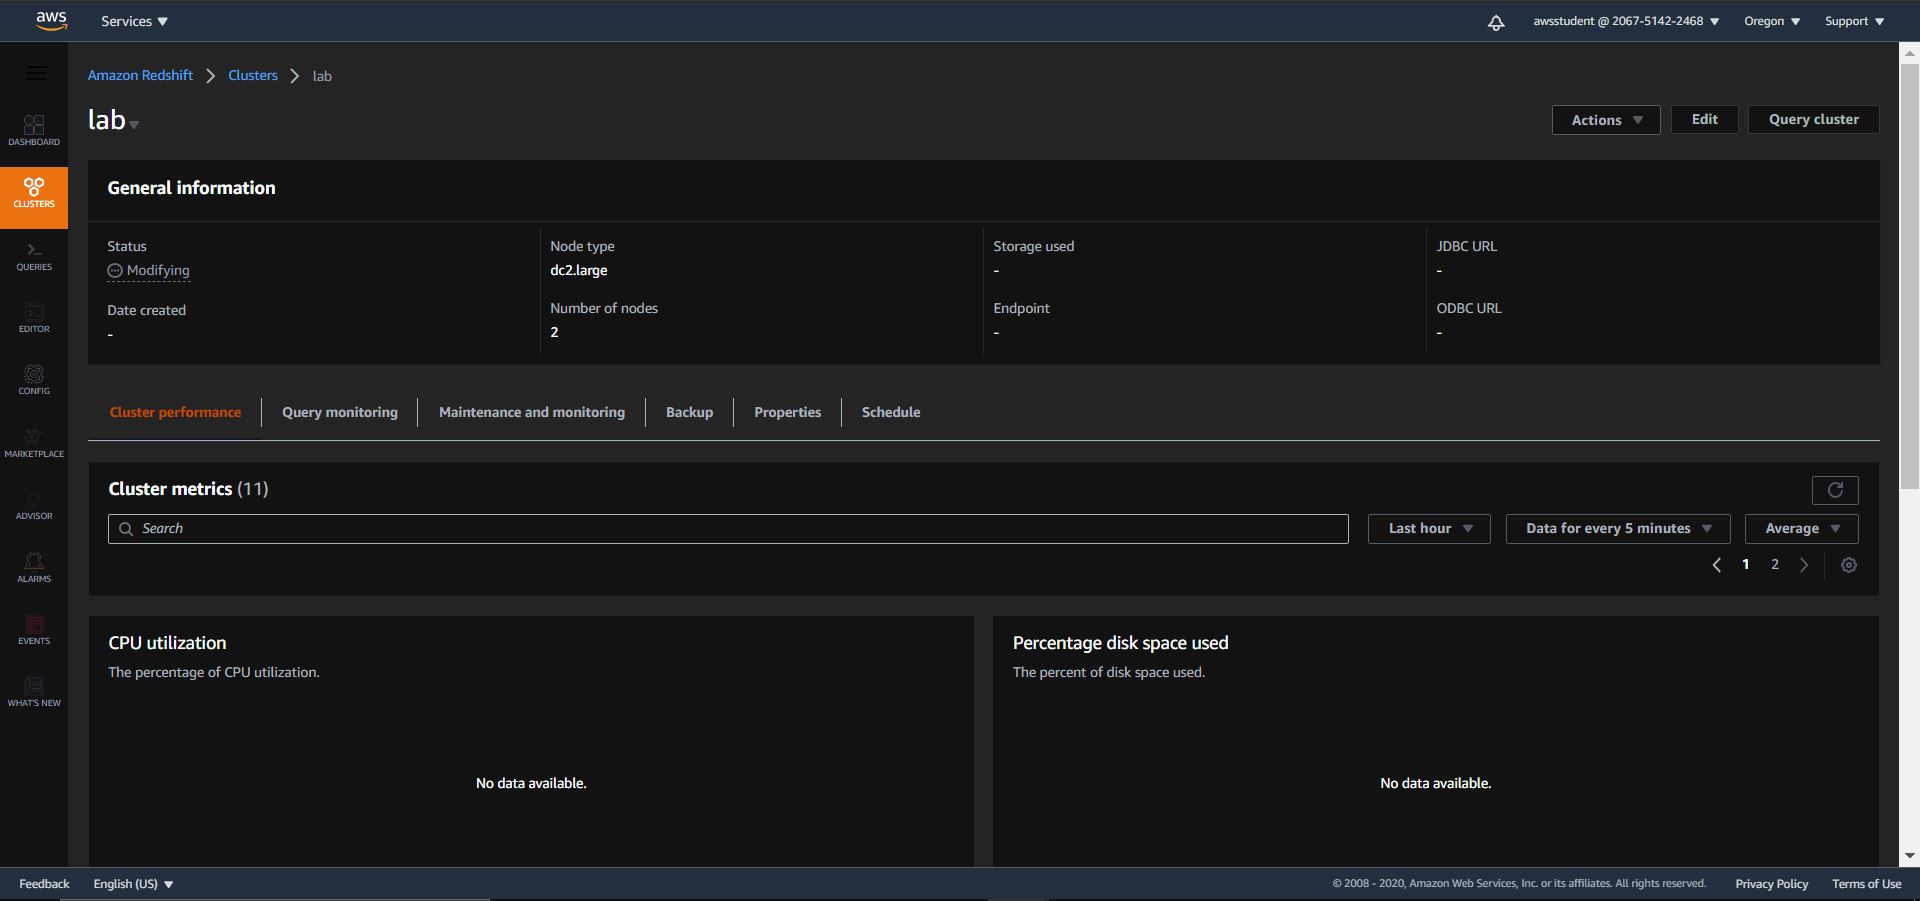 aws Services awsstudent @ 2067-5142-2468 Oregon Support
Amazon Redshift Clusters lab
lab
Actions Edit Query cluster
DASHBOARD
CLUSTERS
QUERIES
EDITOR
CONFIG
MARKETPLACE
ADVISOR
ALARMS
EVENTS
WHAT'S NEW
General information
Status
Modifying
Date created
-
Node type
dc2.large
Number of nodes
2
Storage used
-
Endpoint
-
JDBC URL
-
ODBC URL
-
Cluster performance Query monitoring Maintenance and monitoring Backup Properties Schedule
Cluster metrics (11)
Search Last hour Data for every 5 minutes Average
1 2
CPU utilization
The percentage of CPU utilization.
No data available.
Percentage disk space used
The percent of disk space used.
No data available.
Feedback English (US) © 2008 - 2020, Amazon Web Services, Inc. or its affiliates. All rights reserved. Privacy Policy Terms of Use